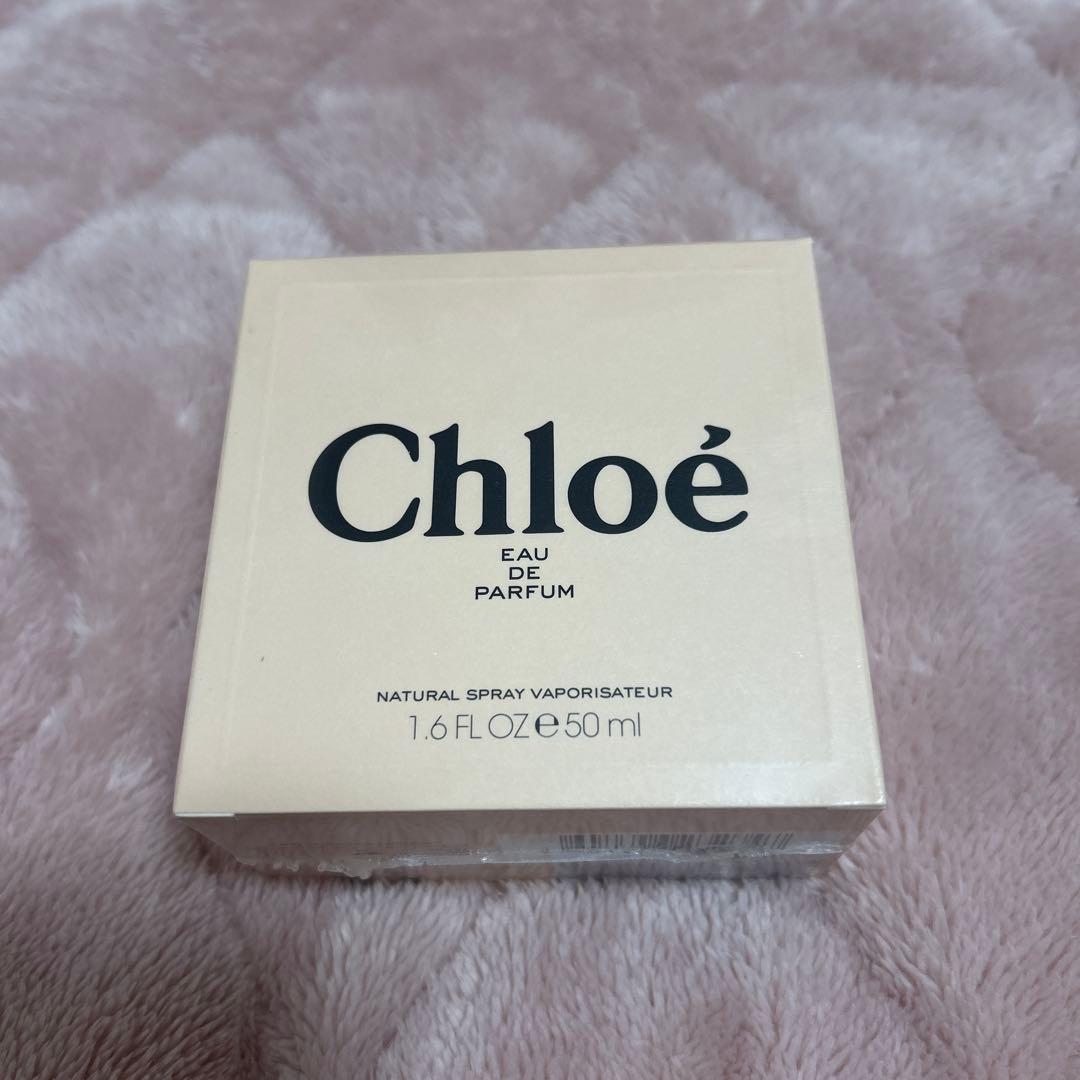 Chloé
EAU
DE
PARFUM
NATURAL SPRAY VAPORISATEUR
1.6 FL OZ ℮ 50 ml